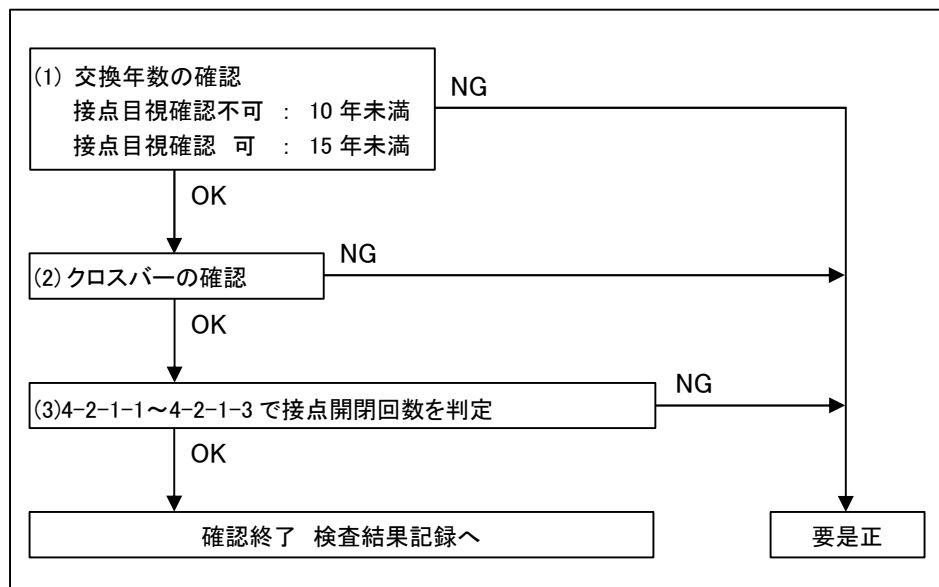 (1) 交換年数の確認
接点目視確認不可 : 10 年未満
接点目視確認 可 : 15 年未満
NG
OK
(2)クロスバーの確認
NG
OK
(3)4-2-1-1～4-2-1-3 で接点開閉回数を判定
NG
OK
確認終了 検査結果記録へ
要是正